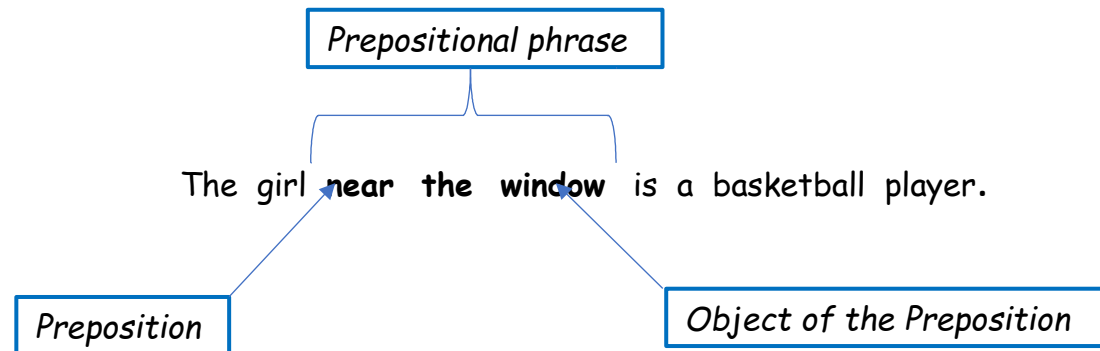 Prepositional phrase
The girl near the window is a basketball player.
Preposition
Object of the Preposition